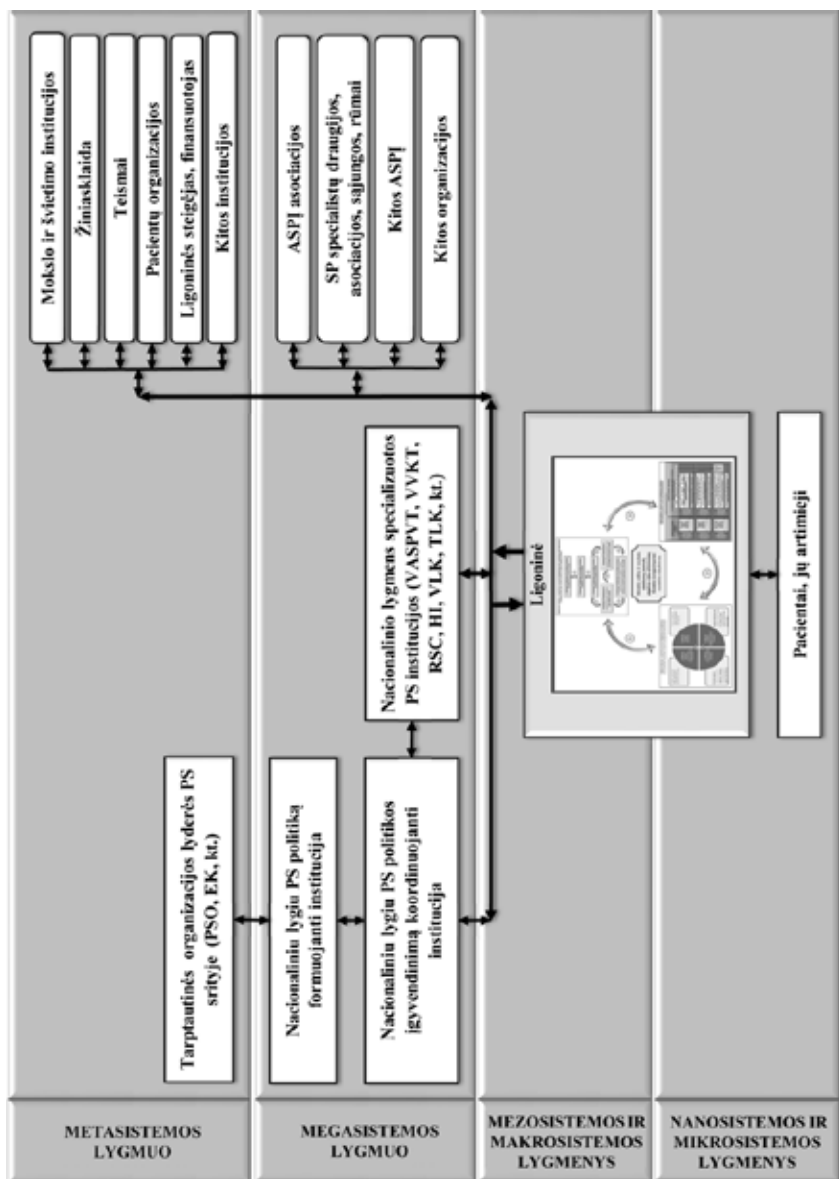 METASISTEMOS
LYGMUO
Tarptautinės organizacijos lyderės PS
srityje (PSO, EK, kt.)
Mokslo ir švietimo institucijos
Žiniasklaida
Teismai
Pacientų organizacijos
Ligoninės steigėjas, finansuotojas
Kitos institucijos
MEGASISTEMOS
LYGMUO
Nacionaliniu lygiu PS politiką
formuojanti institucija
Nacionaliniu lygiu PS politikos
įgyvendinimą koordinuojanti
institucija
Nacionalinio lygmens specializuotos
PS institucijos (VASPVT, VVKT,
RSC, HI, VLK, TLK, kt.)
ASPĮ asociacijos
SP specialistų draugijos,
asociacijos, sąjungos, rūmai
Kitos ASPĮ
Kitos organizacijos
MEZOSISTEMOS IR
MAKROSISTEMOS
LYGMENYS
Ligoninė
NANOSISTEMOS IR
MIKROSISTEMOS
LYGMENYS
Pacientai, jų artimieji